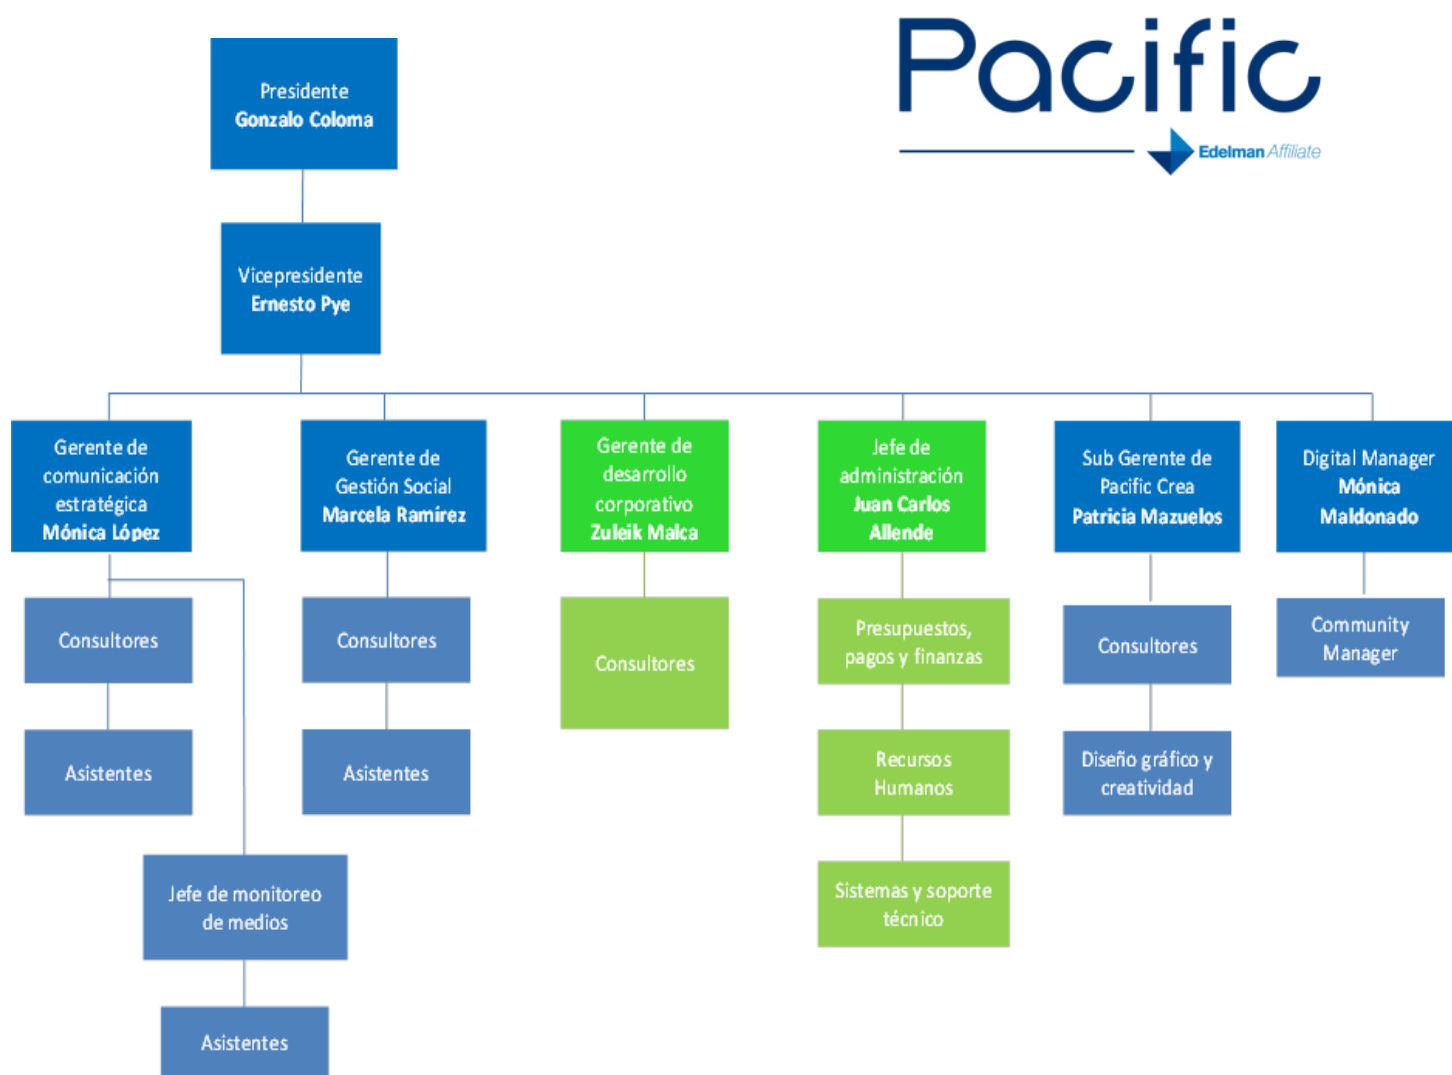 Pacific
Edelman Affiliate
Presidente
Gonzalo Coloma
Vicepresidente
Ernesto Pye
Gerente de
comunicación
estratégica
Mónica López
Gerente de
Gestión Social
Marcela Ramírez
Gerente de
desarrollo
corporativo
Zuleik Malca
Jefe de
administración
Juan Carlos
Allende
Sub Gerente de
Pacific Crea
Patricia Mazuelos
Digital Manager
Mónica
Maldonado
Consultores
Consultores
Consultores
Presupuestos,
pagos y finanzas
Consultores
Community
Manager
Asistentes
Asistentes
Recursos
Humanos
Diseño gráfico y
creatividad
Jefe de monitoreo
de medios
Sistemas y soporte
técnico
Asistentes